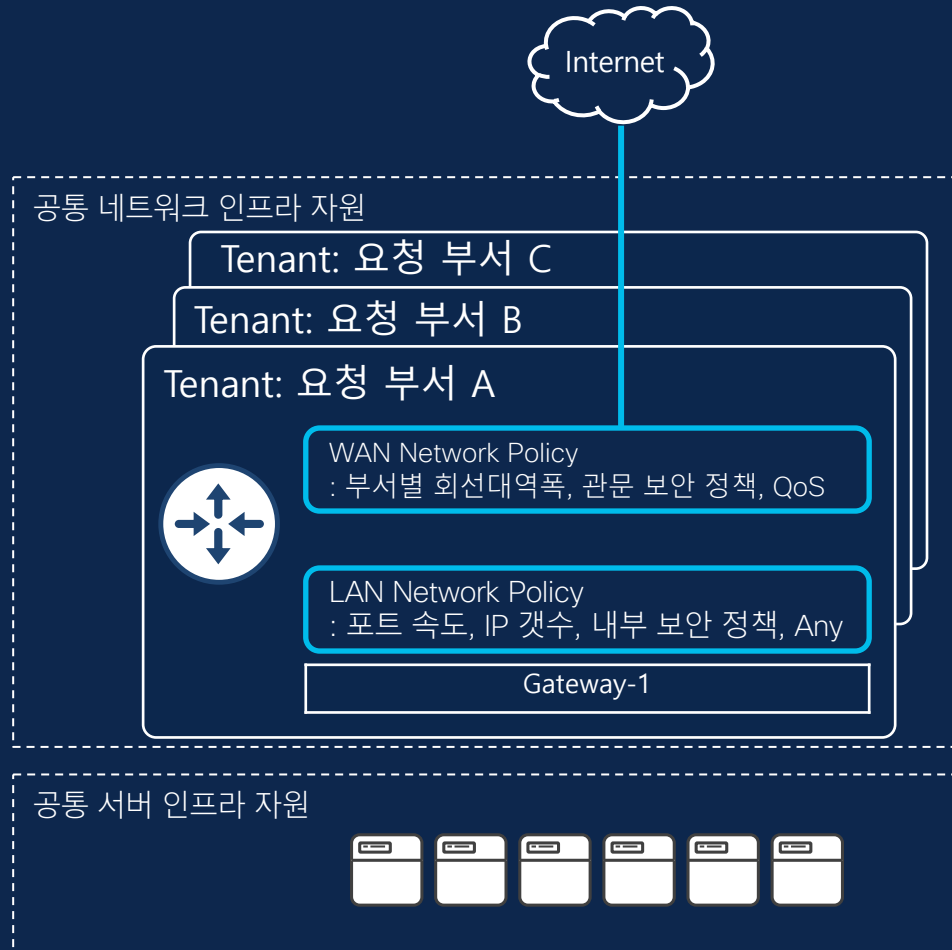 Internet
공통 네트워크 인프라 자원
Tenant: 요청 부서 C
Tenant: 요청 부서 B
Tenant: 요청 부서 A
WAN Network Policy
: 부서별 회선대역폭, 관문 보안 정책, QoS
LAN Network Policy
: 포트 속도, IP 갯수, 내부 보안 정책, Any
Gateway-1
공통 서버 인프라 자원